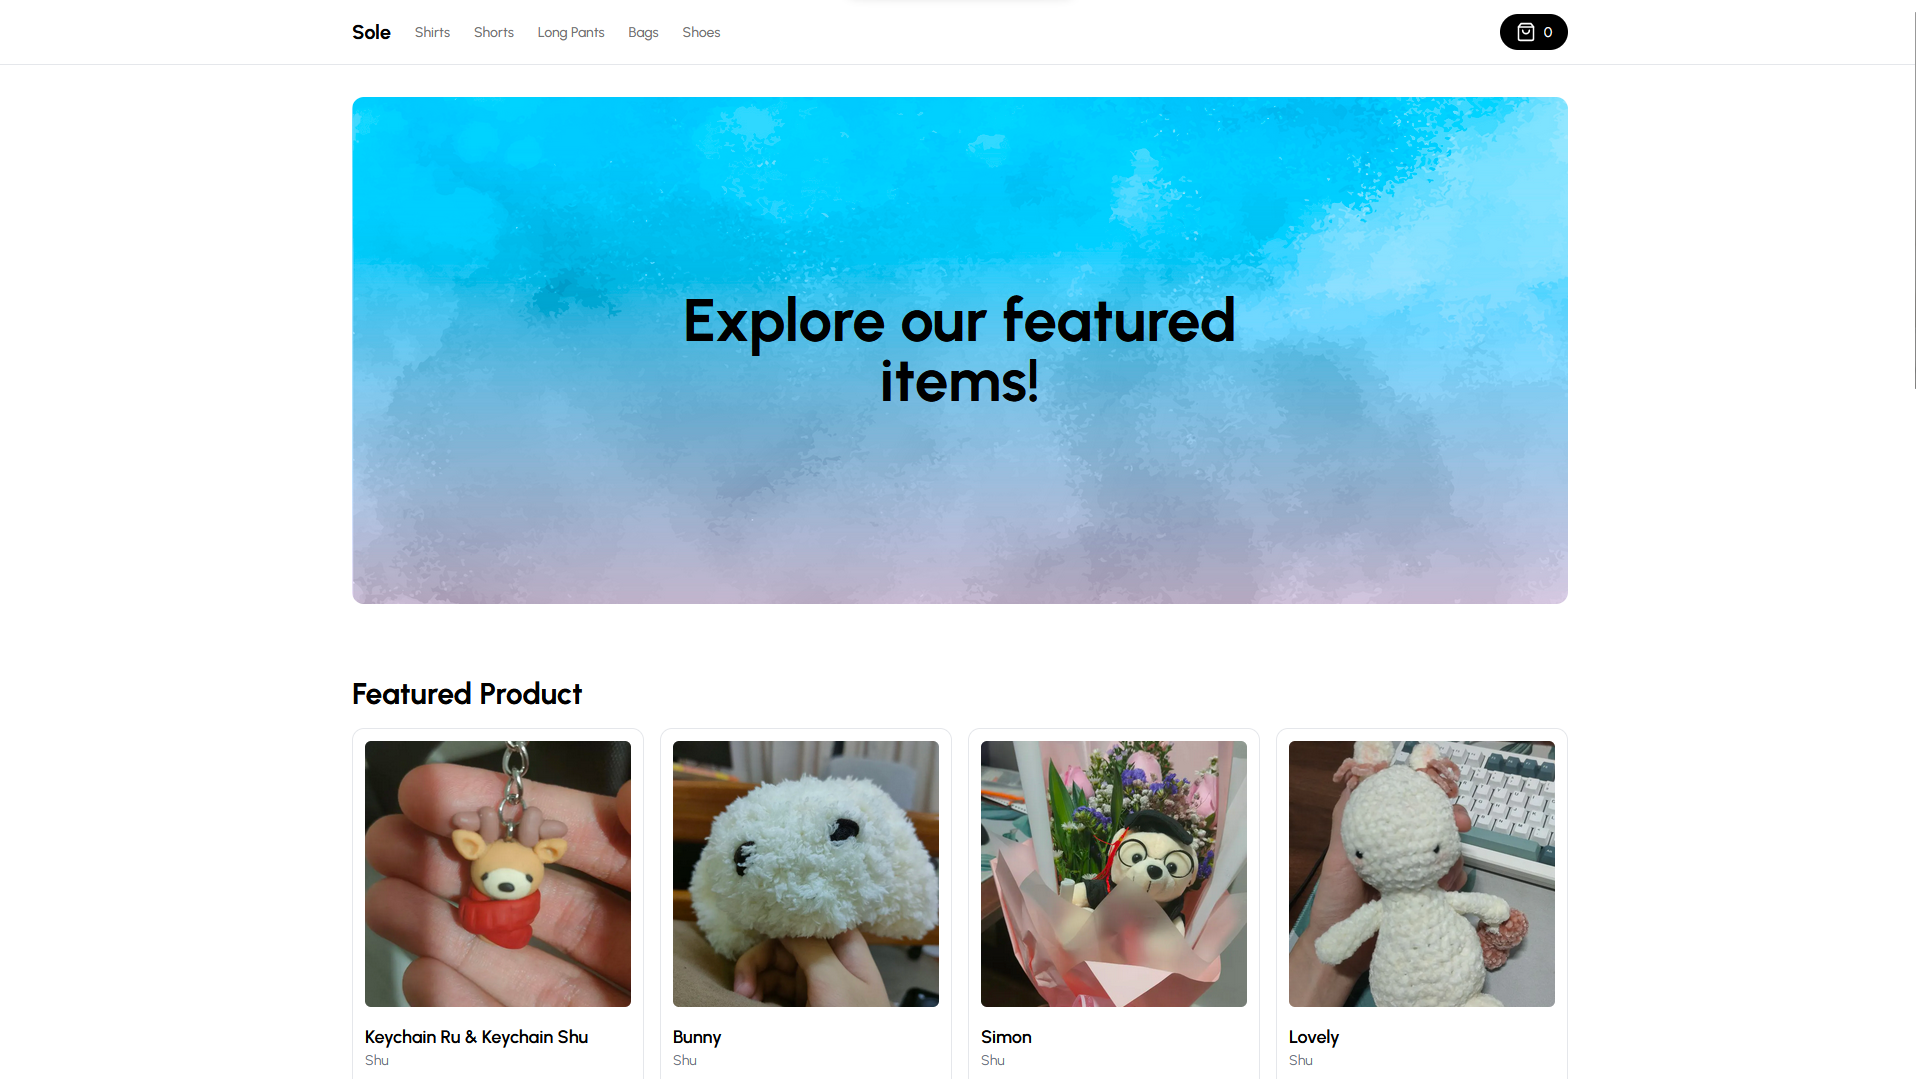 Sole Shirts Shorts Long Pants Bags Shoes 0
Explore our featured
items!
Featured Product
Keychain Ru & Keychain Shu
Shu
Bunny
Shu
Simon
Shu
Lovely
Shu